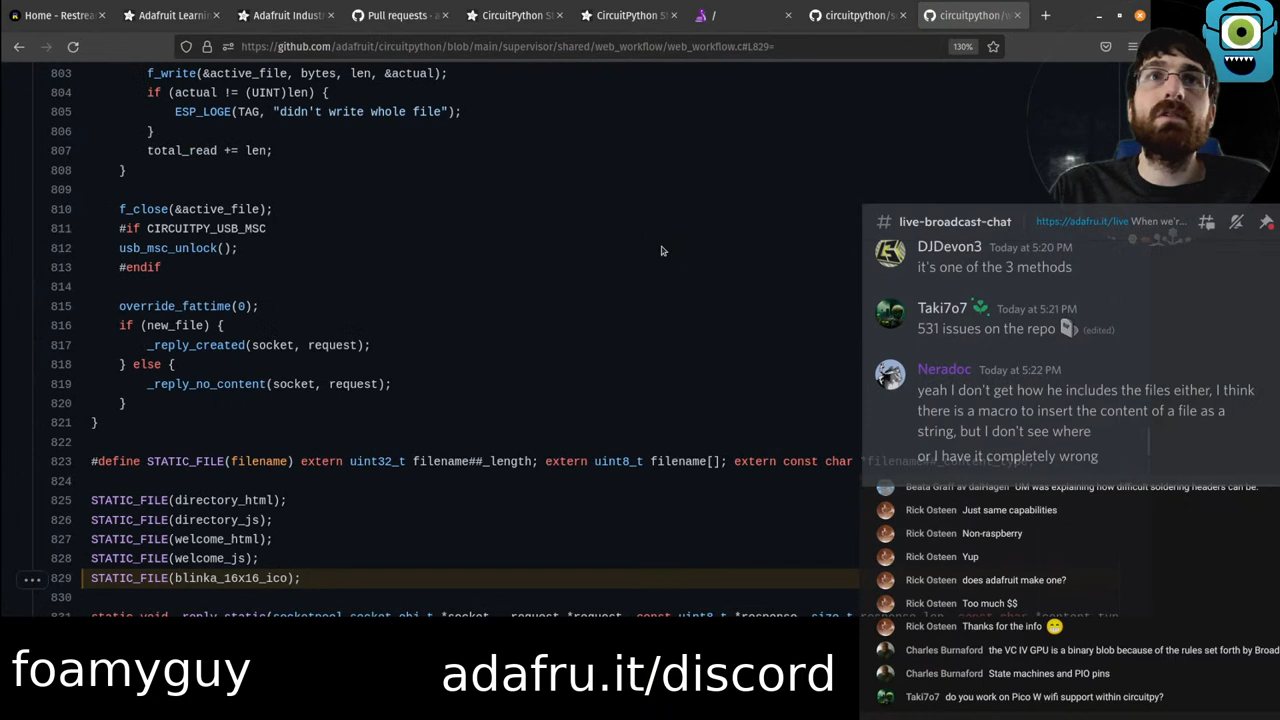 Home - Restrea
Adafruit Learnin
Adafruit Indust
Pull requests · a
CircuitPython S
CircuitPython S
/
circuitpython/s
circuitpython/
https://github.com/adafruit/circuitpython/blob/main/supervisor/shared/web_workflow/web_workflow.c#L829=
130%
803 f_write(&active_file, bytes, len, &actual);
804 if (actual != (UINT)len) {
805 ESP_LOGE(TAG, "didn't write whole file");
806 }
807 total_read += len;
808 }
809
810 f_close(&active_file);
811 #if CIRCUITPY_USB_MSC
812 usb_msc_unlock();
813 #endif
814
815 override_fattime(0);
816 if (new_file) {
817 _reply_created(socket, request);
818 } else {
819 _reply_no_content(socket, request);
820 }
821 }
822
823 #define STATIC_FILE(filename) extern uint32_t filename##_length; extern uint8_t filename[]; extern const char *filename##_content_type;
824
825 STATIC_FILE(directory_html);
826 STATIC_FILE(directory_js);
827 STATIC_FILE(welcome_html);
828 STATIC_FILE(welcome_js);
829 STATIC_FILE(blinka_16x16_ico);
830
# live-broadcast-chat https://adafru.it/live When we'r...
DJDevon3 Today at 5:20 PM
it's one of the 3 methods
Taki7o7 Today at 5:21 PM
531 issues on the repo (edited)
Neradoc Today at 5:22 PM
yeah I don't get how he includes the files either, I think
there is a macro to insert the content of a file as a
string, but I don't see where
or I have it completely wrong
Rick Osteen Just same capabilities
Rick Osteen Non-raspberry
Rick Osteen Yup
Rick Osteen does adafruit make one?
Rick Osteen Too much $$
Rick Osteen Thanks for the info
Charles Burnaford the VC IV GPU is a binary blob because of the rules set forth by Broad
Charles Burnaford State machines and PIO pins
Taki7o7 do you work on Pico W wifi support within circuitpy?
foamyguy
adafru.it/discord